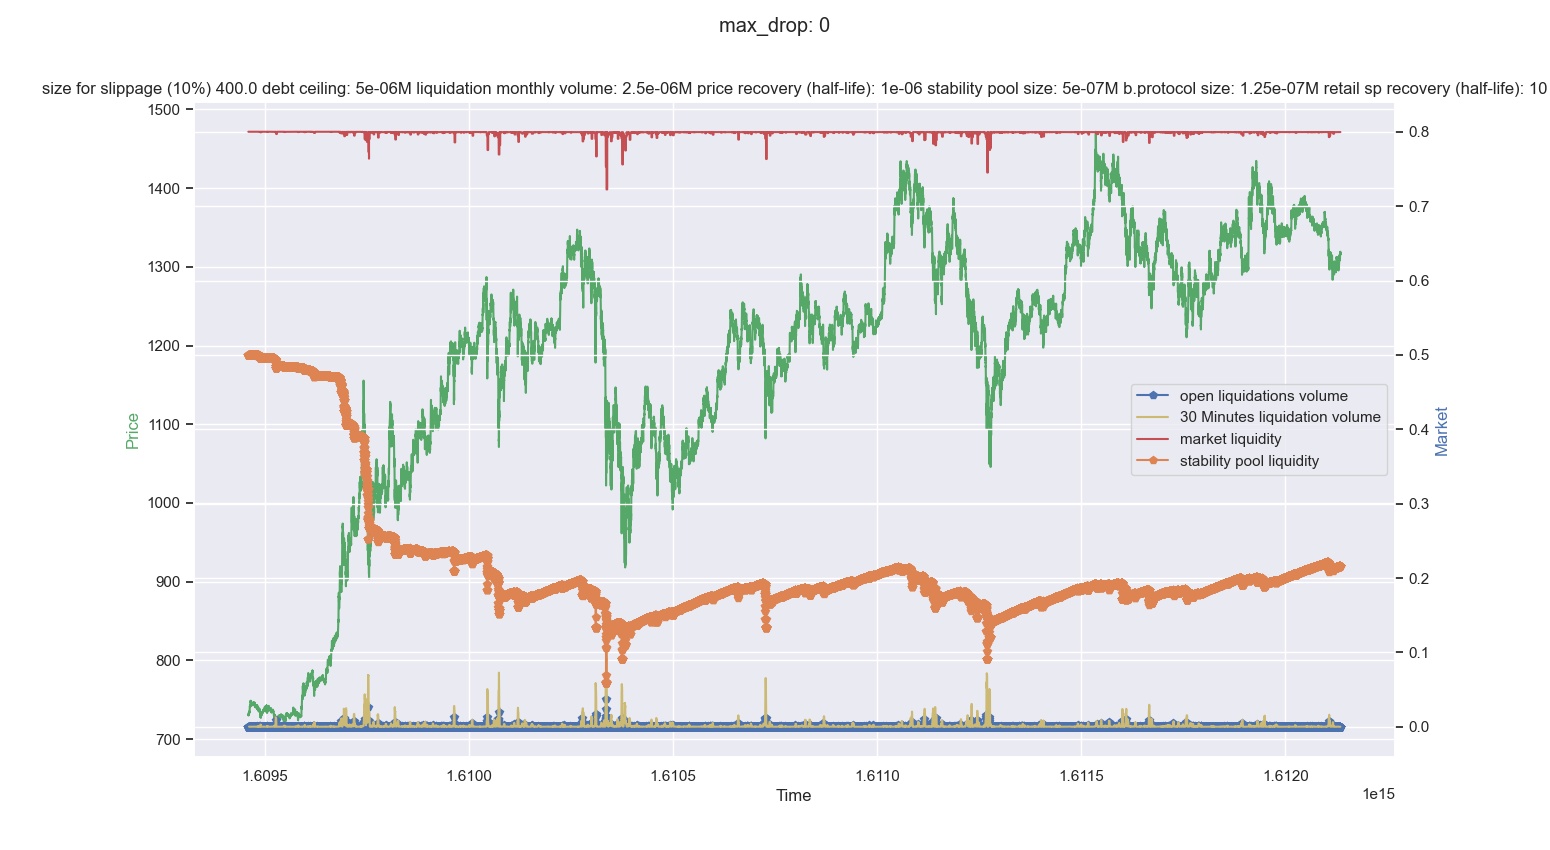 max_drop: 0
size for slippage (10%) 400.0 debt ceiling: 5e-06M liquidation monthly volume: 2.5e-06M price recovery (half-life): 1e-06 stability pool size: 5e-07M b.protocol size: 1.25e-07M retail sp recovery (half-life): 10
1500
1400
1300
1200
1100
1000
900
800
700
Price
0.8
0.7
0.6
0.5
0.4
0.3
0.2
0.1
0.0
Market
open liquidations volume
30 Minutes liquidation volume
market liquidity
stability pool liquidity
1.6095
1.6100
1.6105
1.6110
1.6115
1.6120
Time
1e15